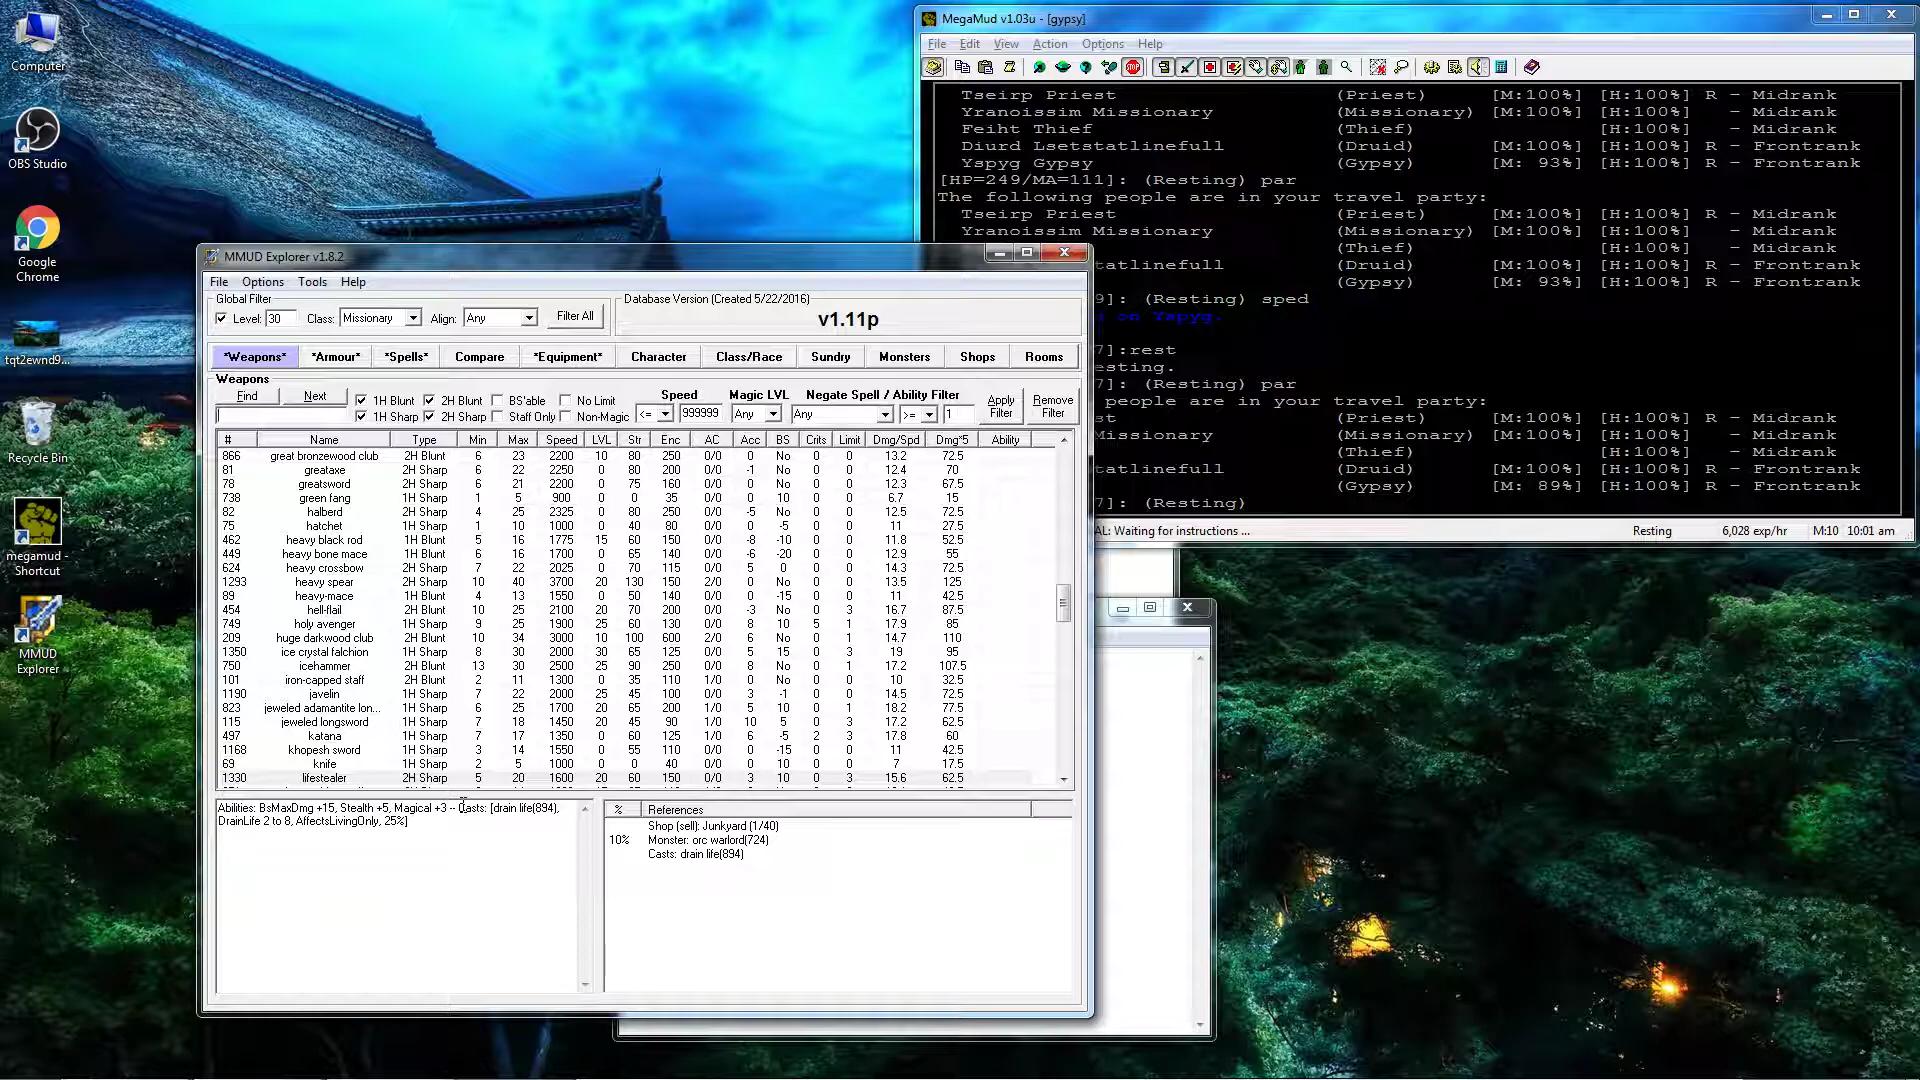 Computer
OBS Studio
Google
Chrome
tqt2ewnd9...
Recycle Bin
megamud -
Shortcut
MMUD
Explorer
MegaMud v1.03u - [gypsy]
File Edit View Action Options Help
Tseirp Priest (Priest) [M:100%] [H:100%] R - Midrank
Yranoissim Missionary (Missionary) [M:100%] [H:100%] R - Midrank
Feiht Thief (Thief) [H:100%] - Midrank
Diurd Lsetstatlinefull (Druid) [M:100%] [H:100%] R - Frontrank
Yspyg Gypsy (Gypsy) [M: 93%] [H:100%] R - Frontrank
[HP=249/MA=111]: (Resting) par
The following people are in your travel party:
Tseirp Priest (Priest) [M:100%] [H:100%] R - Midrank
Yranoissim Missionary (Missionary) [M:100%] [H:100%] R - Midrank
(Thief) [H:100%] - Midrank
tatlinefull (Druid) [M:100%] [H:100%] R - Frontrank
(Gypsy) [M: 93%] [H:100%] R - Frontrank
9]: (Resting) sped
on Yspyg.
7]:rest
esting.
7]: (Resting) par
people are in your travel party:
(Priest) [M:100%] [H:100%] R - Midrank
issionary (Missionary) [M:100%] [H:100%] R - Midrank
(Thief) [H:100%] - Midrank
tatlinefull (Druid) [M:100%] [H:100%] R - Frontrank
(Gypsy) [M: 89%] [H:100%] R - Frontrank
7]: (Resting)
AL: Waiting for instructions ... Resting 6,028 exp/hr M:10 10:01 am
MMUD Explorer v1.8.2
File Options Tools Help
Global Filter
Level: 30 Class: Missionary Align: Any Filter All
Database Version (Created 5/22/2016)
v1.11p
*Weapons* *Armour* *Spells* Compare *Equipment* Character Class/Race Sundry Monsters Shops Rooms
Weapons
Find Next
1H Blunt 2H Blunt BS'able No Limit
1H Sharp 2H Sharp Staff Only Non-Magic
Speed Magic LVL Negate Spell / Ability Filter
<= 999999 Any Any >= 1
Apply Filter Remove Filter
# Name Type Min Max Speed LVL Str Enc AC Acc BS Crits Limit Dmg/Spd Dmg*5 Ability
866 great bronzewood club 2H Blunt 6 23 2200 10 80 250 0/0 0 No 0 0 13.2 72.5
81 greataxe 2H Sharp 6 22 2250 0 80 200 0/0 -1 No 0 0 12.4 70
78 greatsword 2H Sharp 6 21 2200 0 75 160 0/0 0 No 0 0 12.3 67.5
738 green fang 1H Sharp 1 5 900 0 0 35 0/0 0 10 0 0 6.7 15
82 halberd 2H Sharp 4 25 2325 0 80 250 0/0 -5 No 0 0 12.5 72.5
75 hatchet 1H Sharp 1 10 1000 0 40 80 0/0 0 -5 0 0 11 27.5
462 heavy black rod 1H Blunt 5 16 1775 15 60 150 0/0 -8 -10 0 0 11.8 52.5
449 heavy bone mace 1H Blunt 6 16 1700 0 65 140 0/0 -6 -20 0 0 12.9 55
624 heavy crossbow 2H Sharp 7 22 2025 0 70 115 0/0 5 0 0 0 14.3 72.5
1293 heavy spear 2H Sharp 10 40 3700 20 130 150 2/0 0 No 0 0 13.5 125
89 heavy-mace 1H Blunt 4 13 1550 0 50 140 0/0 0 -15 0 0 11 42.5
454 hell-flail 2H Blunt 10 25 2100 20 70 200 0/0 -3 No 0 3 16.7 87.5
749 holy avenger 1H Sharp 9 25 1900 25 60 130 0/0 8 10 5 1 17.9 85
209 huge darkwood club 2H Blunt 10 34 3000 10 100 600 2/0 6 No 0 0 14.7 110
1350 ice crystal falchion 1H Sharp 8 30 2000 30 65 125 0/0 5 15 0 3 19 95
750 icehammer 2H Blunt 13 30 2500 25 90 250 0/0 8 No 0 1 17.2 107.5
101 iron-capped staff 2H Blunt 2 11 1300 0 35 110 1/0 0 No 0 0 10 32.5
1190 javelin 1H Sharp 7 22 2000 25 45 100 0/0 3 -1 0 0 14.5 72.5
823 jeweled adamantite lon... 1H Sharp 6 25 1700 20 65 200 1/0 5 10 0 1 18.2 77.5
115 jeweled longsword 1H Sharp 7 18 1450 20 45 90 1/0 10 5 0 3 17.2 62.5
497 katana 1H Sharp 7 17 1350 0 60 125 1/0 6 -5 2 0 17.8 60
1168 khopesh sword 1H Sharp 3 14 1550 0 55 110 0/0 0 -15 0 0 11 42.5
69 knife 1H Sharp 2 5 1000 0 0 40 0/0 0 10 0 0 7 17.5
1330 lifestealer 2H Sharp 5 20 1600 20 60 150 0/0 3 10 0 3 15.6 62.5
Abilities: BsMaxDmg +15, Stealth +5, Magical +3 -- Casts: [drain life(894),
DrainLife 2 to 8, AffectsLivingOnly, 25%]
% References
Shop (sell): Junkyard (1/40)
10% Monster: orc warlord(724)
Casts: drain life(894)